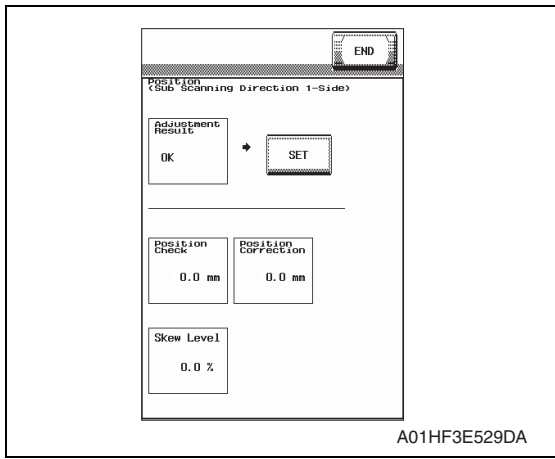 END
Position
(Sub Scanning Direction 1-Side)
Adjustment
Result
OK
SET
Position
Check
0.0 mm
Position
Correction
0.0 mm
Skew Level
0.0 %
A01HF3E529DA